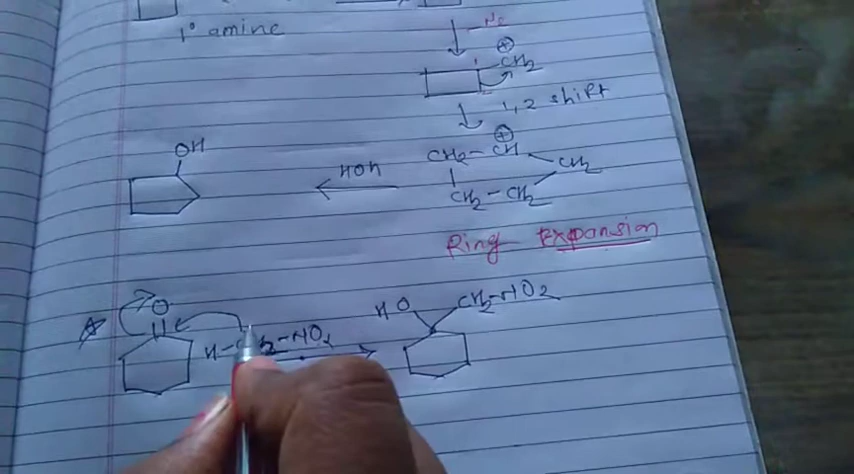 1° amine
-N2
⊕
CH2
1,2 shift
OH
⊕
CH2 - CH
CH2
HOH
CH2 - CH2
Ring Expansion
O
HO CH2-NO2
H-CH2-NO2